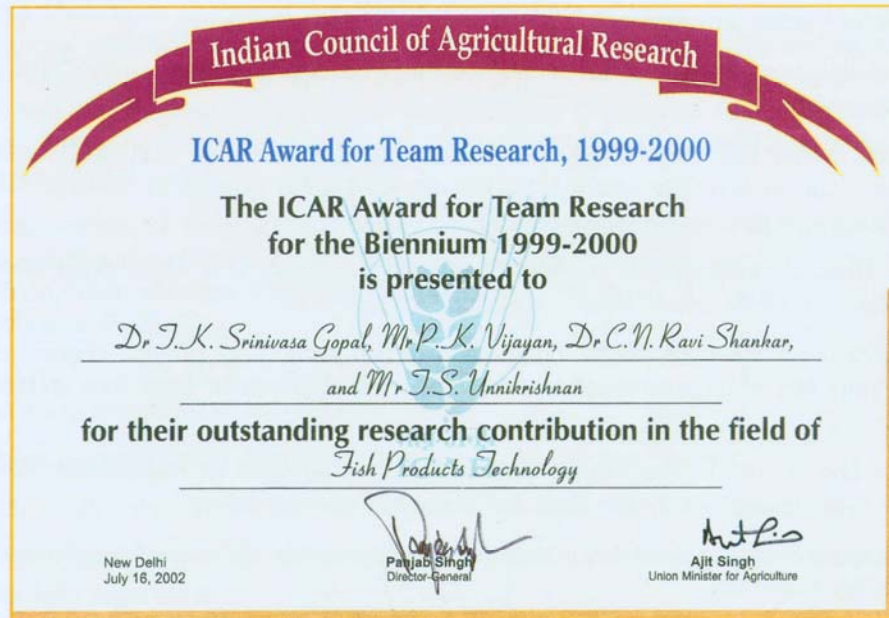 Indian Council of Agricultural Research
ICAR Award for Team Research, 1999-2000
The ICAR Award for Team Research
for the Biennium 1999-2000
is presented to
Dr T.K. Srinivasa Gopal, Mr P. K. Vijayan, Dr C.N. Ravi Shankar,
and Mr T.S. Unnikrishnan
for their outstanding research contribution in the field of
Fish Products Technology
New Delhi
July 16, 2002
Panjab Singh
Director-General
Ajit Singh
Union Minister for Agriculture